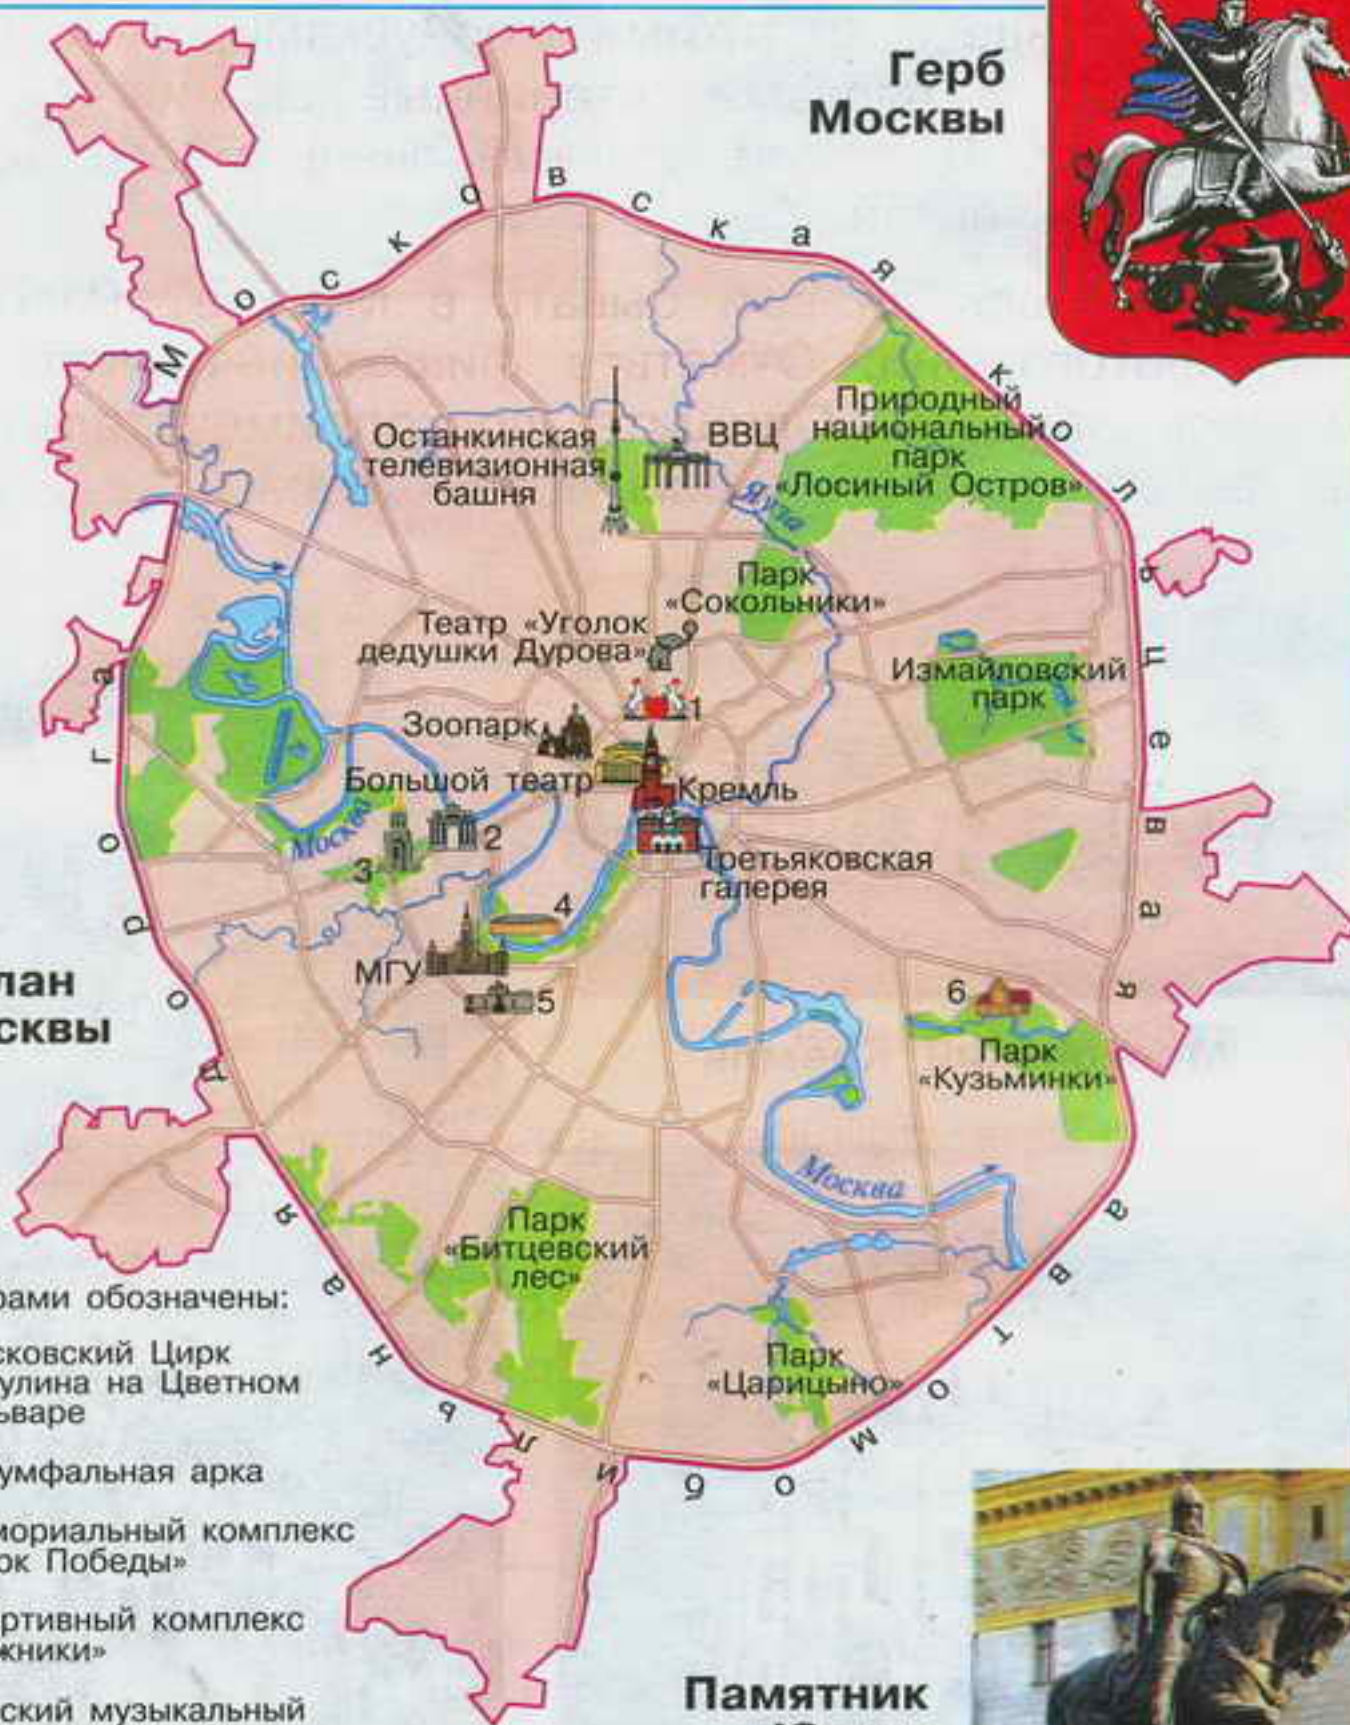 Герб
Москвы
Московская кольцевая автомобильная дорога
Природный
национальный
парк
«Лосиный Остров»
Останкинская
телевизионная
башня
ВВЦ
Яуза
Парк
«Сокольники»
Театр «Уголок
дедушки Дурова»
Измайловский
парк
1
Зоопарк
Большой театр
Кремль
Москва
2
3
Третьяковская
галерея
4
МГУ
5
6
Парк
«Кузьминки»
лан
сквы
Москва
Парк
«Битцевский
лес»
Парк
«Царицыно»
рами обозначены:
сковский Цирк
улина на Цветном
ьваре
умфальная арка
мориальный комплекс
рк Победы»
ртивный комплекс
жники»
ский музыкальный
Памятник